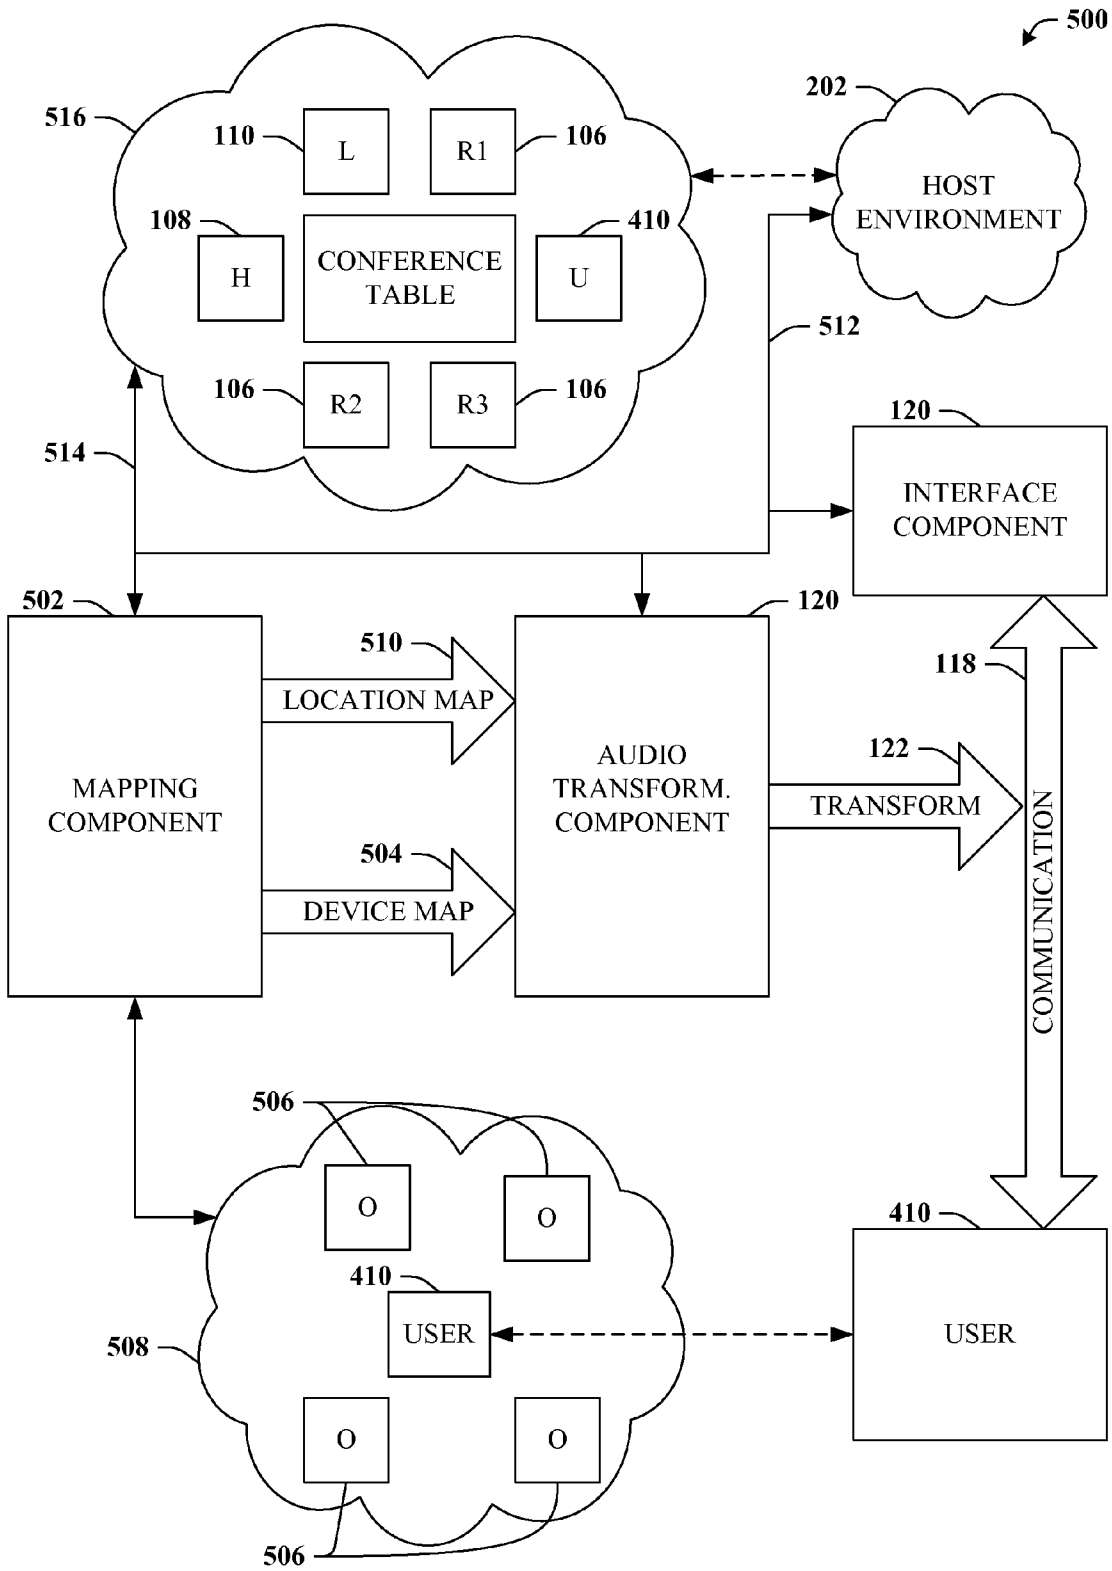 500
516
202
110
L
R1
106
HOST
ENVIRONMENT
108
H
CONFERENCE
TABLE
410
U
512
106
R2
R3
106
514
120
INTERFACE
COMPONENT
502
120
510
LOCATION MAP
118
MAPPING
COMPONENT
AUDIO
TRANSFORM.
COMPONENT
122
TRANSFORM
504
DEVICE MAP
COMMUNICATION
506
O
O
410
USER
410
USER
508
O
O
506